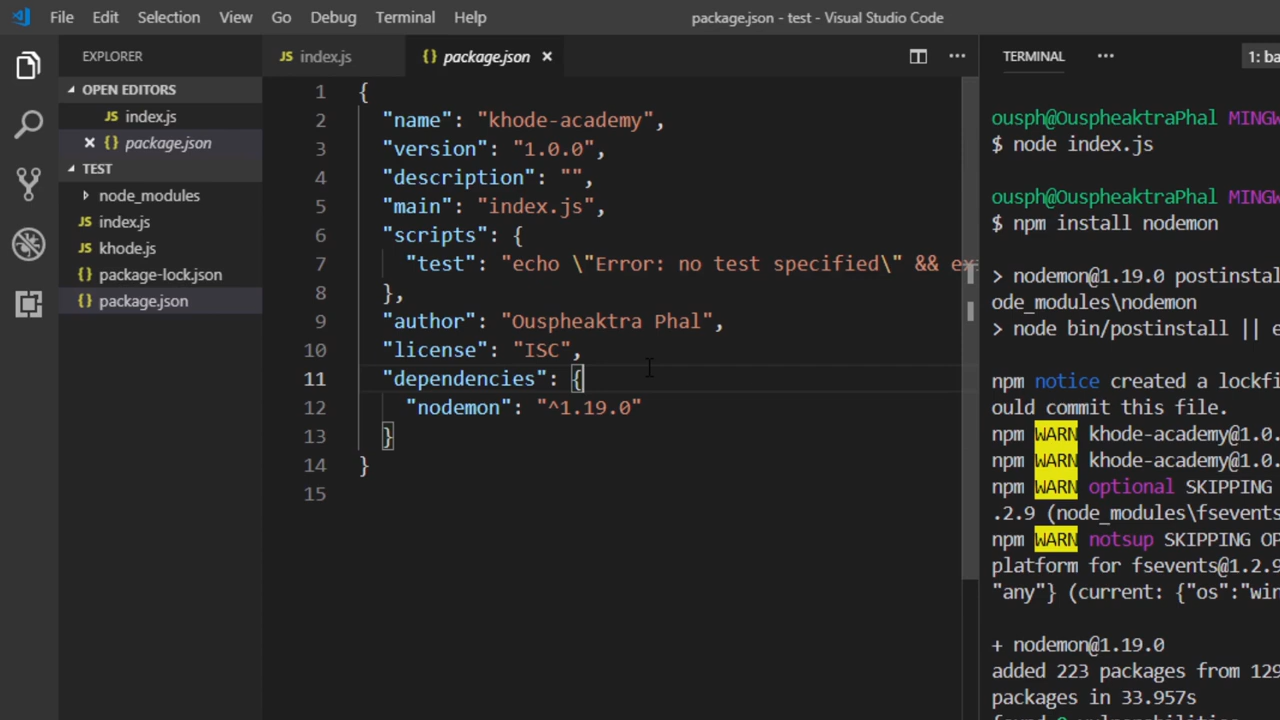 File Edit Selection View Go Debug Terminal Help
package.json - test - Visual Studio Code
EXPLORER
OPEN EDITORS
JS index.js
{} package.json
TEST
node_modules
JS index.js
JS khode.js
{} package-lock.json
{} package.json
JS index.js
{} package.json
1 {
2 "name": "khode-academy",
3 "version": "1.0.0",
4 "description": "",
5 "main": "index.js",
6 "scripts": {
7 "test": "echo \"Error: no test specified\" && ex
8 },
9 "author": "Ouspheaktra Phal",
10 "license": "ISC",
11 "dependencies": {
12 "nodemon": "^1.19.0"
13 }
14 }
15
TERMINAL
1: ba
ousph@OuspheaktraPhal MINGW
$ node index.js
ousph@OuspheaktraPhal MINGW
$ npm install nodemon
> nodemon@1.19.0 postinstal
ode_modules\nodemon
> node bin/postinstall || e
npm notice created a lockfi
ould commit this file.
npm WARN khode-academy@1.0.
npm WARN khode-academy@1.0.
npm WARN optional SKIPPING
.2.9 (node_modules\fsevents
npm WARN notsup SKIPPING OP
platform for fsevents@1.2.9
"any"} (current: {"os":"win
+ nodemon@1.19.0
added 223 packages from 129
packages in 33.957s